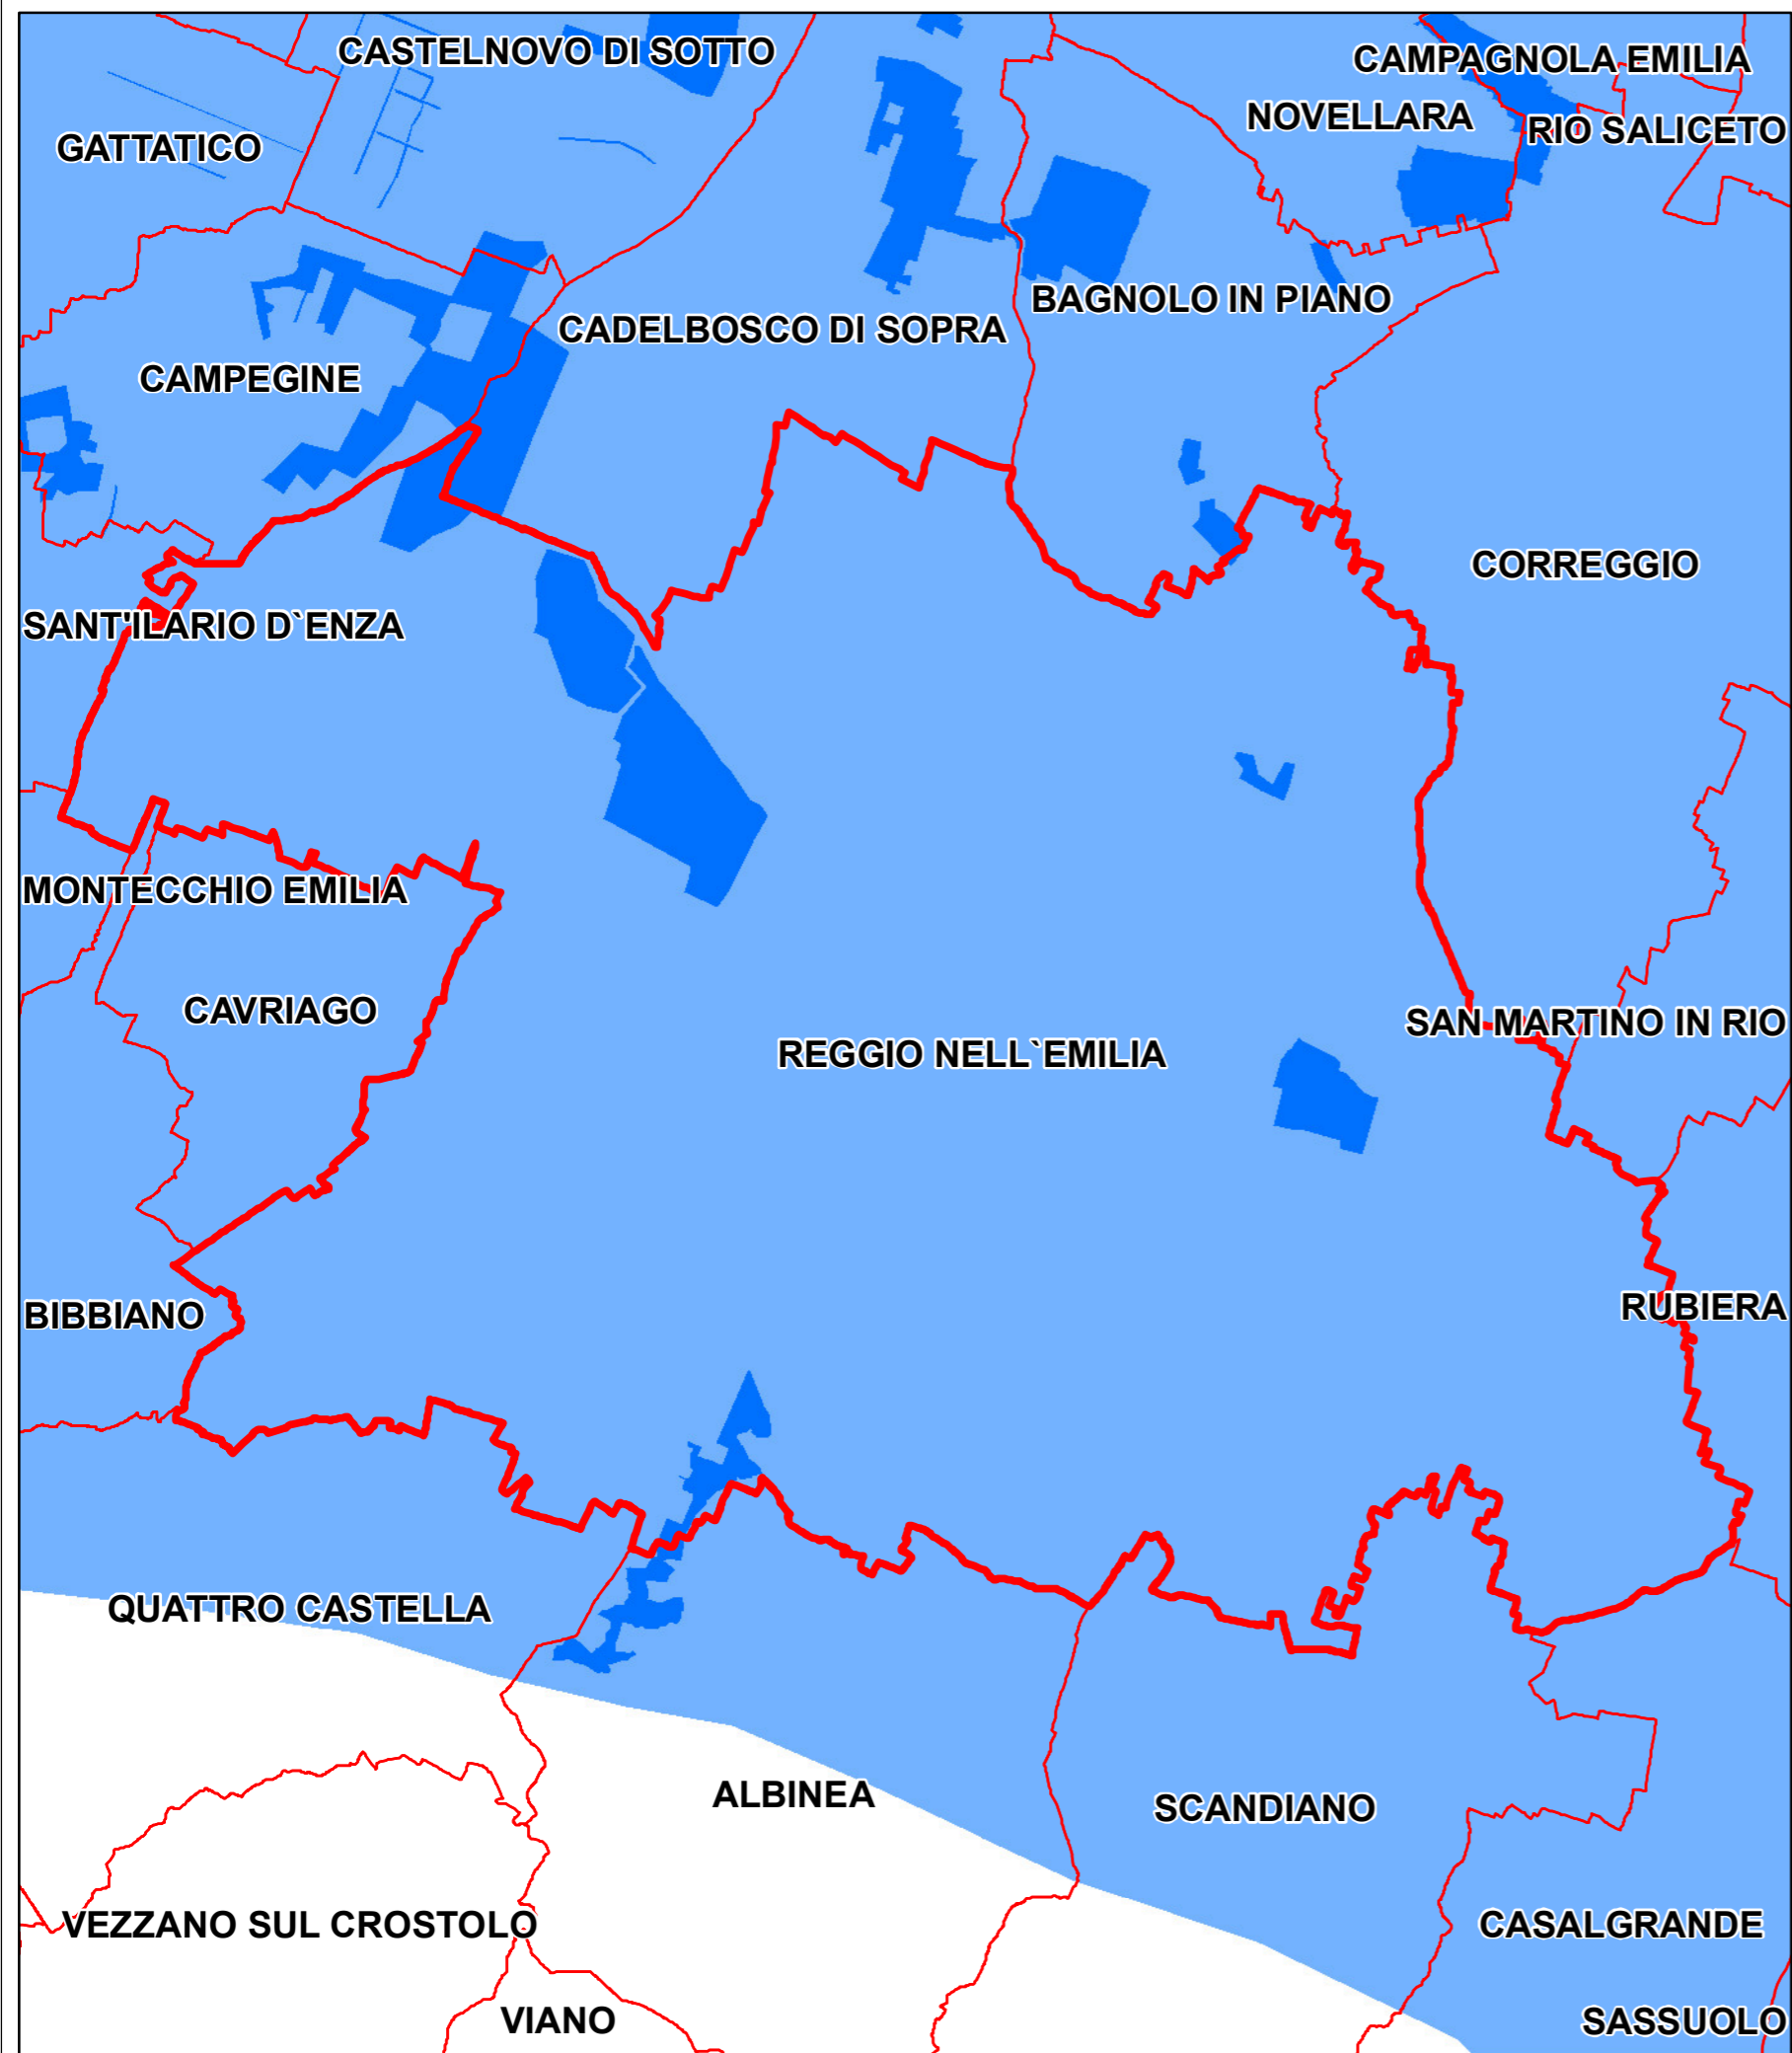 CASTELNOVO DI SOTTO
CAMPAGNOLA EMILIA
NOVELLARA
RIO SALICETO
GATTATICO
BAGNOLO IN PIANO
CADELBOSCO DI SOPRA
CAMPEGINE
CORREGGIO
SANT'ILARIO D`ENZA
MONTECCHIO EMILIA
CAVRIAGO
SAN MARTINO IN RIO
REGGIO NELL`EMILIA
BIBBIANO
RUBIERA
QUATTRO CASTELLA
ALBINEA
SCANDIANO
VEZZANO SUL CROSTOLO
CASALGRANDE
VIANO
SASSUOLO